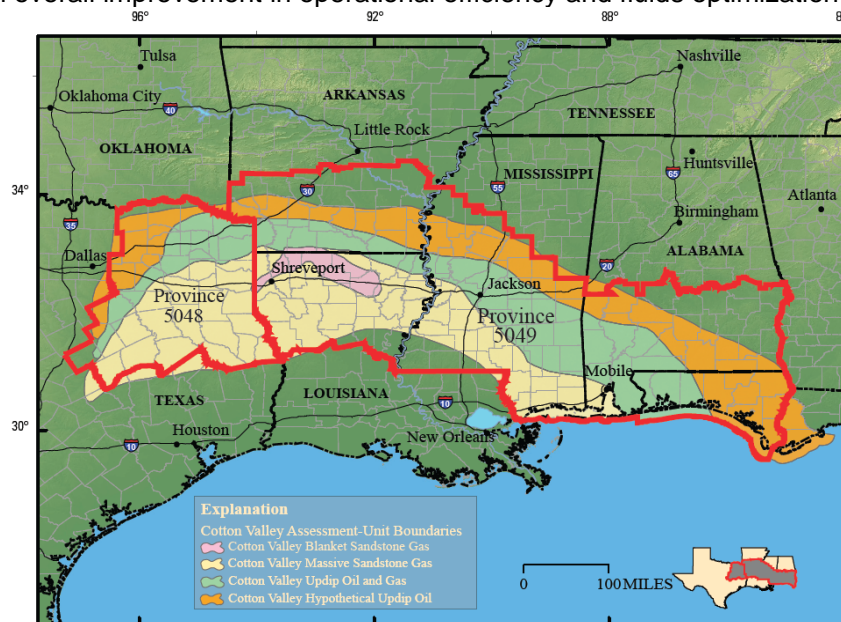 overall improvement in operational efficiency and fluids optimization
96°
92°
88°
Tulsa
Nashville
Oklahoma City
40
ARKANSAS
TENNESSEE
Little Rock
OKLAHOMA
Huntsville
MISSISSIPPI
65
34°
30
55
Atlanta
35
Birmingham
ALABAMA
Dallas
20
Shreveport
Jackson
Province
5048
Province
5049
Mobile
TEXAS
LOUISIANA
10
30°
Houston
10
New Orleans
Explanation
Cotton Valley Assessment-Unit Boundaries
Cotton Valley Blanket Sandstone Gas
Cotton Valley Massive Sandstone Gas
Cotton Valley Updip Oil and Gas
Cotton Valley Hypothetical Updip Oil
0
100 MILES